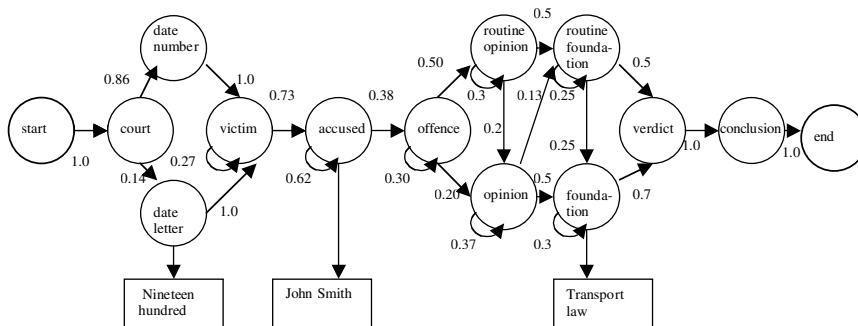 date
number
routine
opinion
0.5
routine
founda-
tion
0.86
1.0
0.50
0.5
0.73
0.38
0.3
0.13
0.25
start
court
victim
accused
offence
0.2
verdict
conclusion
end
1.0
0.14
0.27
0.62
0.30
0.25
1.0
1.0
date
letter
1.0
0.20
opinion
0.5
founda-
tion
0.7
0.37
0.3
Nineteen
hundred
John Smith
Transport
law